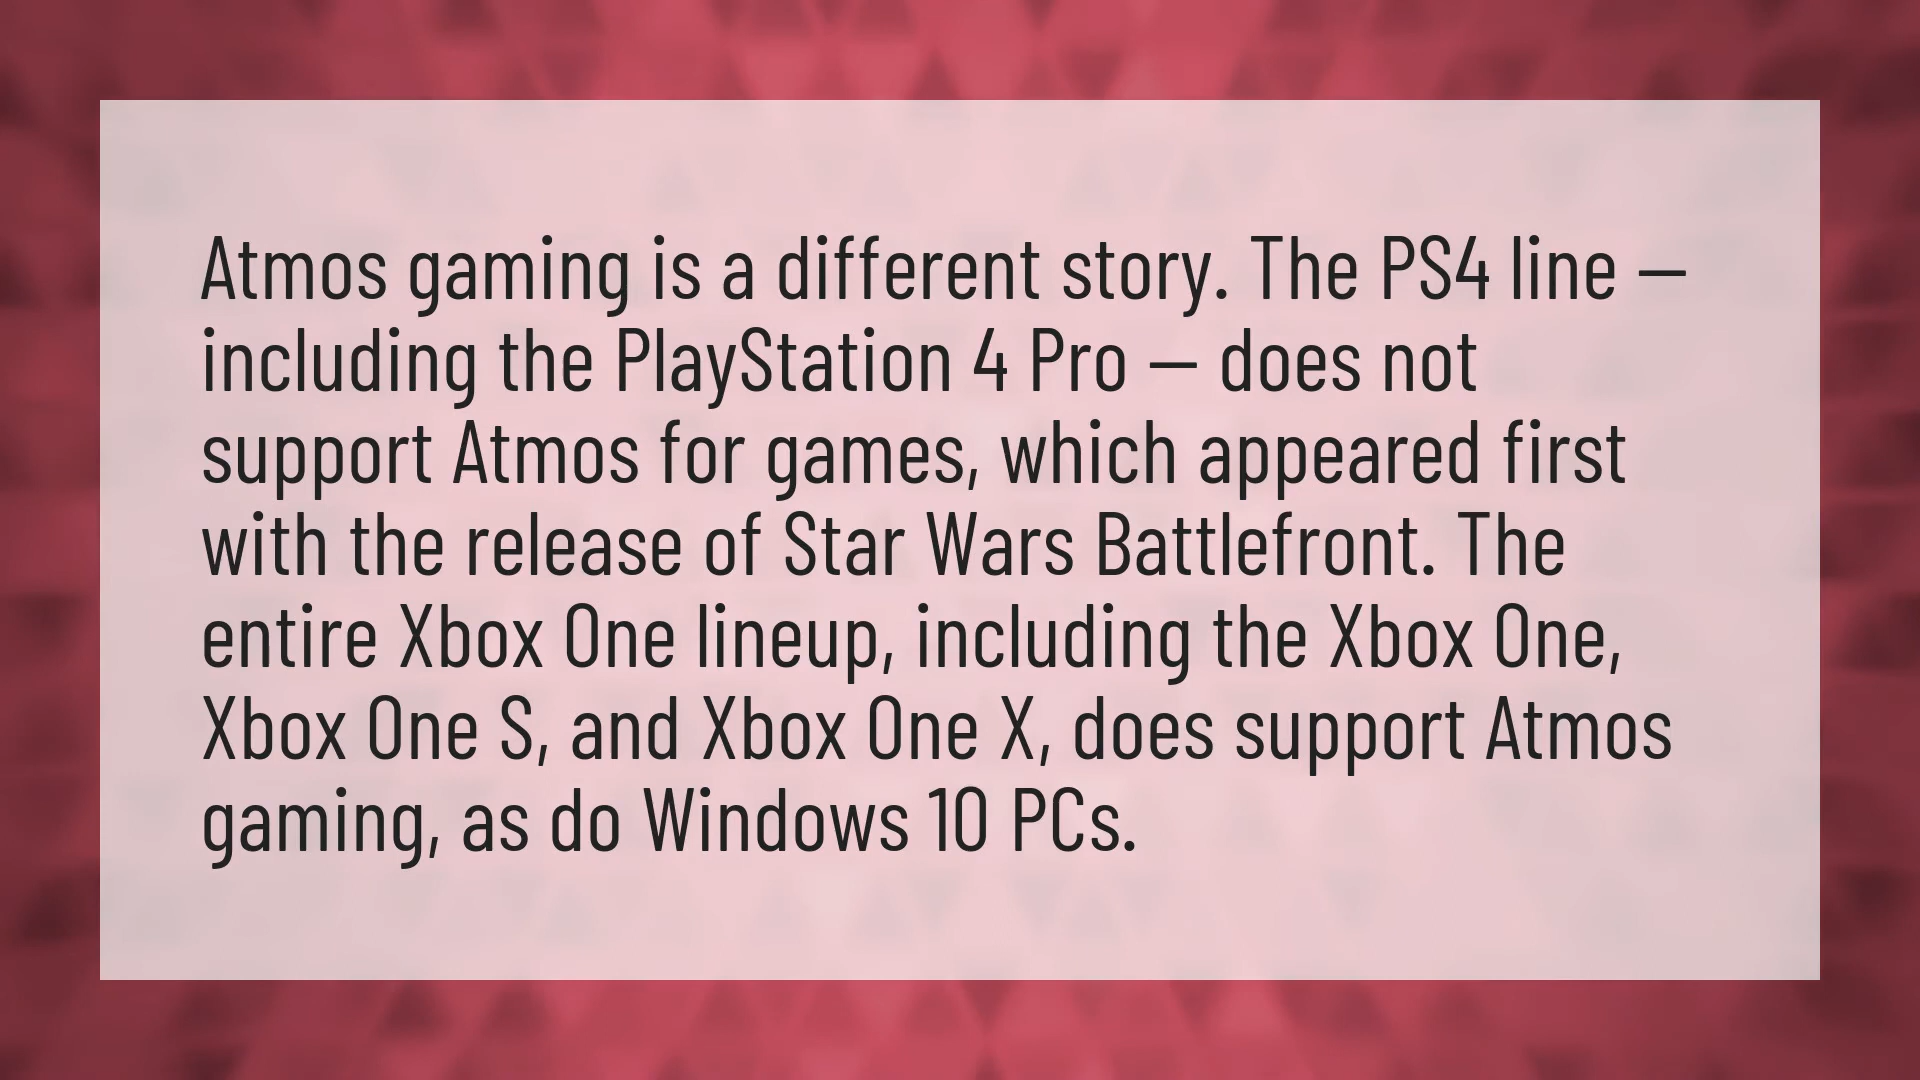 Atmos gaming is a different story. The PS4 line —
including the PlayStation 4 Pro — does not
support Atmos for games, which appeared first
with the release of Star Wars Battlefront. The
entire Xbox One lineup, including the Xbox One,
Xbox One S, and Xbox One X, does support Atmos
gaming, as do Windows 10 PCs.